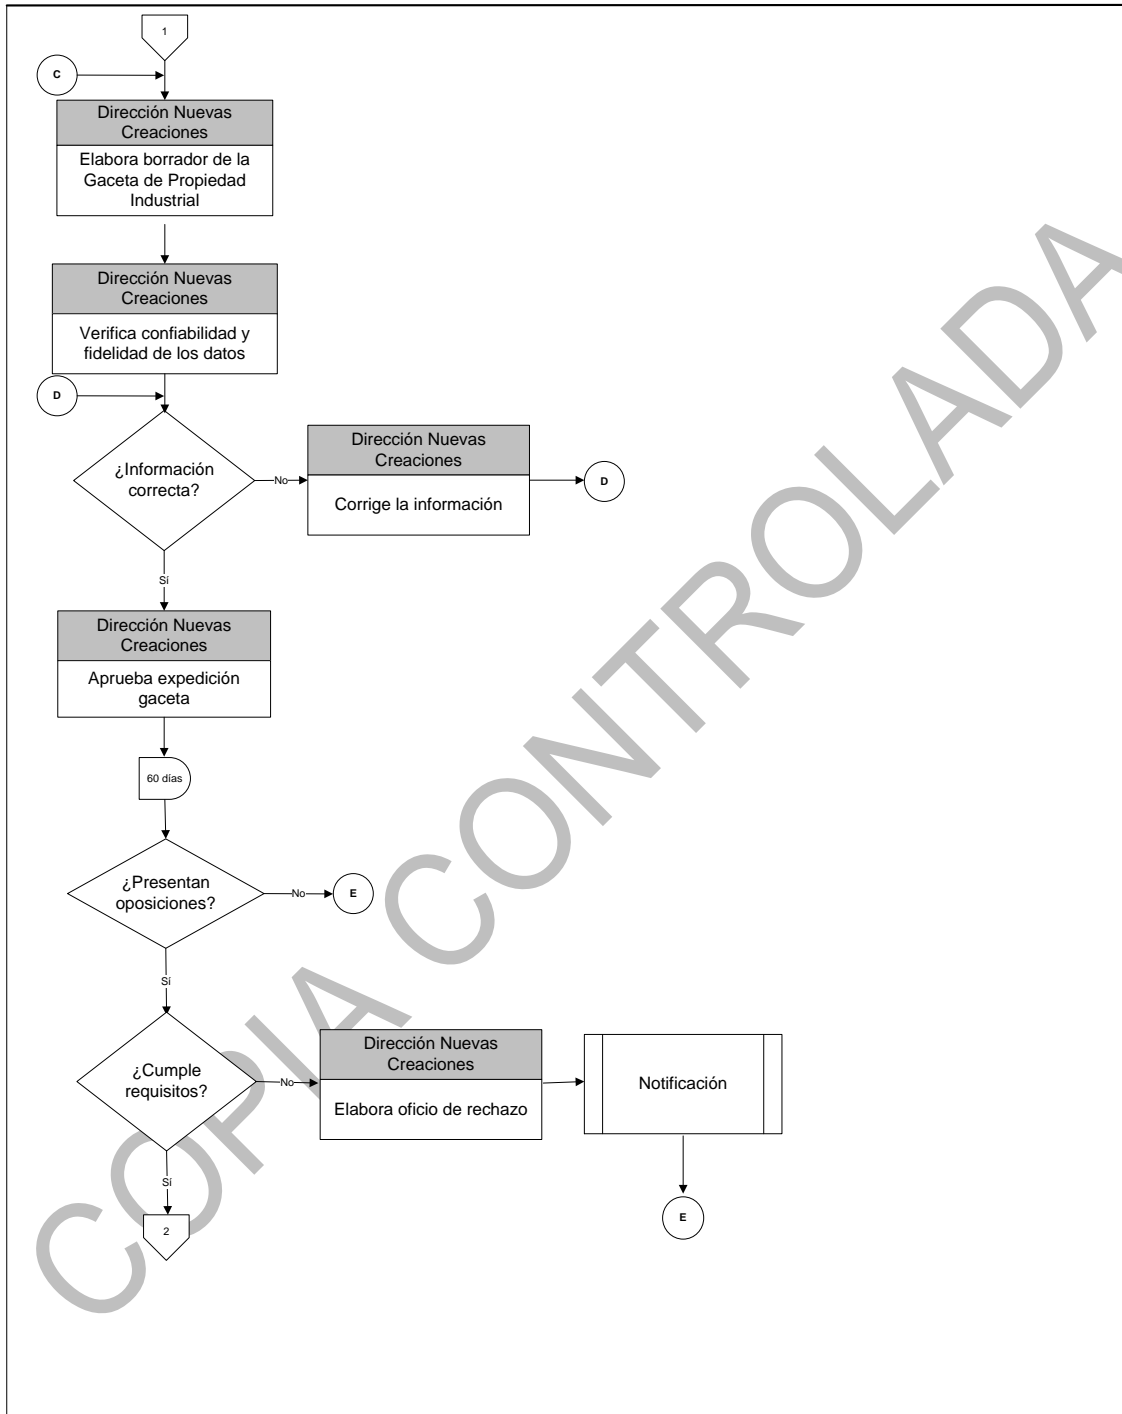 1
C
Dirección Nuevas
Creaciones
Elabora borrador de la
Gaceta de Propiedad
Industrial
Dirección Nuevas
Creaciones
Verifica confiabilidad y
fidelidad de los datos
D
¿Información
correcta?
No
Dirección Nuevas
Creaciones
Corrige la información
D
Sí
Dirección Nuevas
Creaciones
Aprueba expedición
gaceta
60 días
¿Presentan
oposiciones?
No
E
Sí
¿Cumple
requisitos?
No
Dirección Nuevas
Creaciones
Elabora oficio de rechazo
Notificación
E
Sí
2
COPIA CONTROLADA